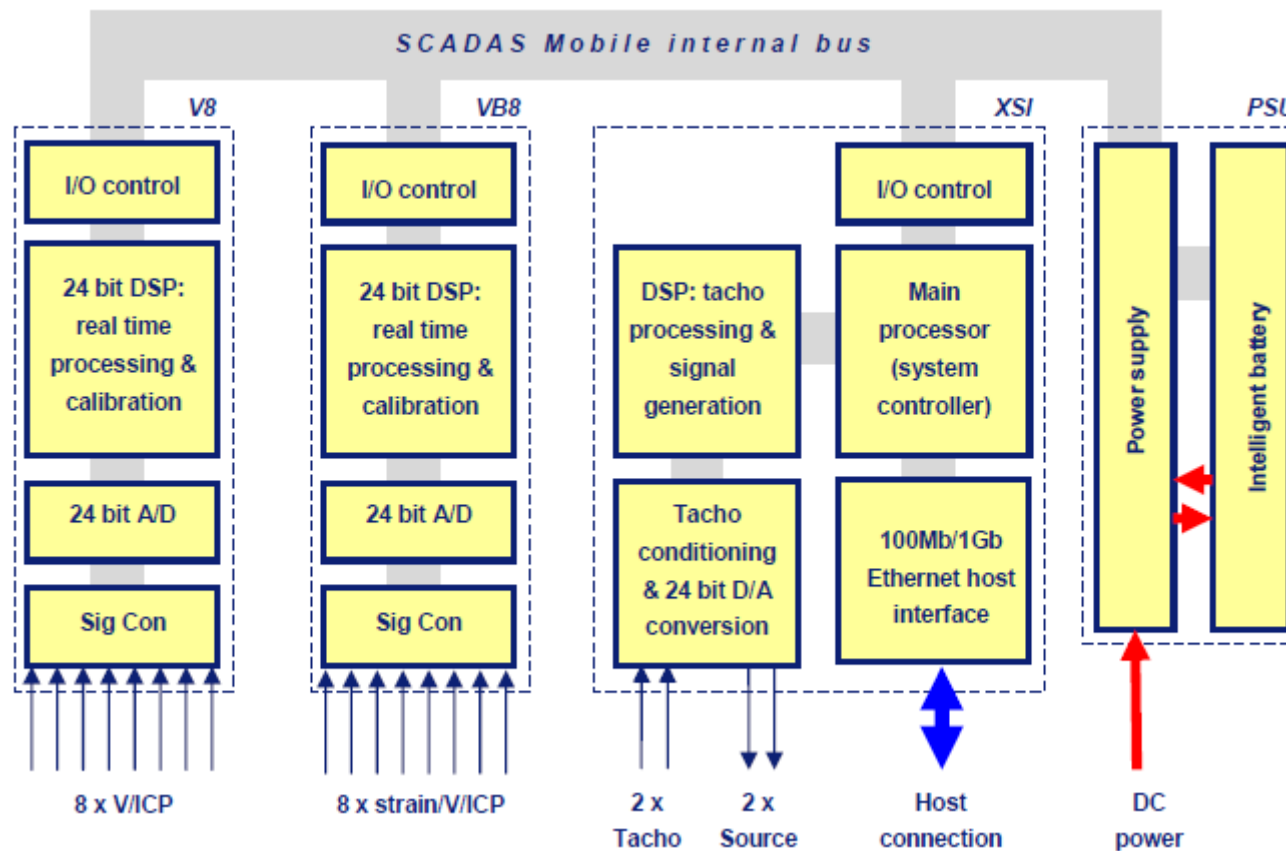 SCADAS Mobile internal bus
V8
I/O control
24 bit DSP:
real time
processing &
calibration
24 bit A/D
Sig Con
8 x V/ICP
VB8
I/O control
24 bit DSP:
real time
processing &
calibration
24 bit A/D
Sig Con
8 x strain/V/ICP
XSI
I/O control
DSP: tacho
processing &
signal
generation
Main
processor
(system
controller)
Tacho
conditioning
& 24 bit D/A
conversion
100Mb/1Gb
Ethernet host
interface
2 x
Tacho
2 x
Source
Host
connection
PSU
Power supply
Intelligent battery
DC
power